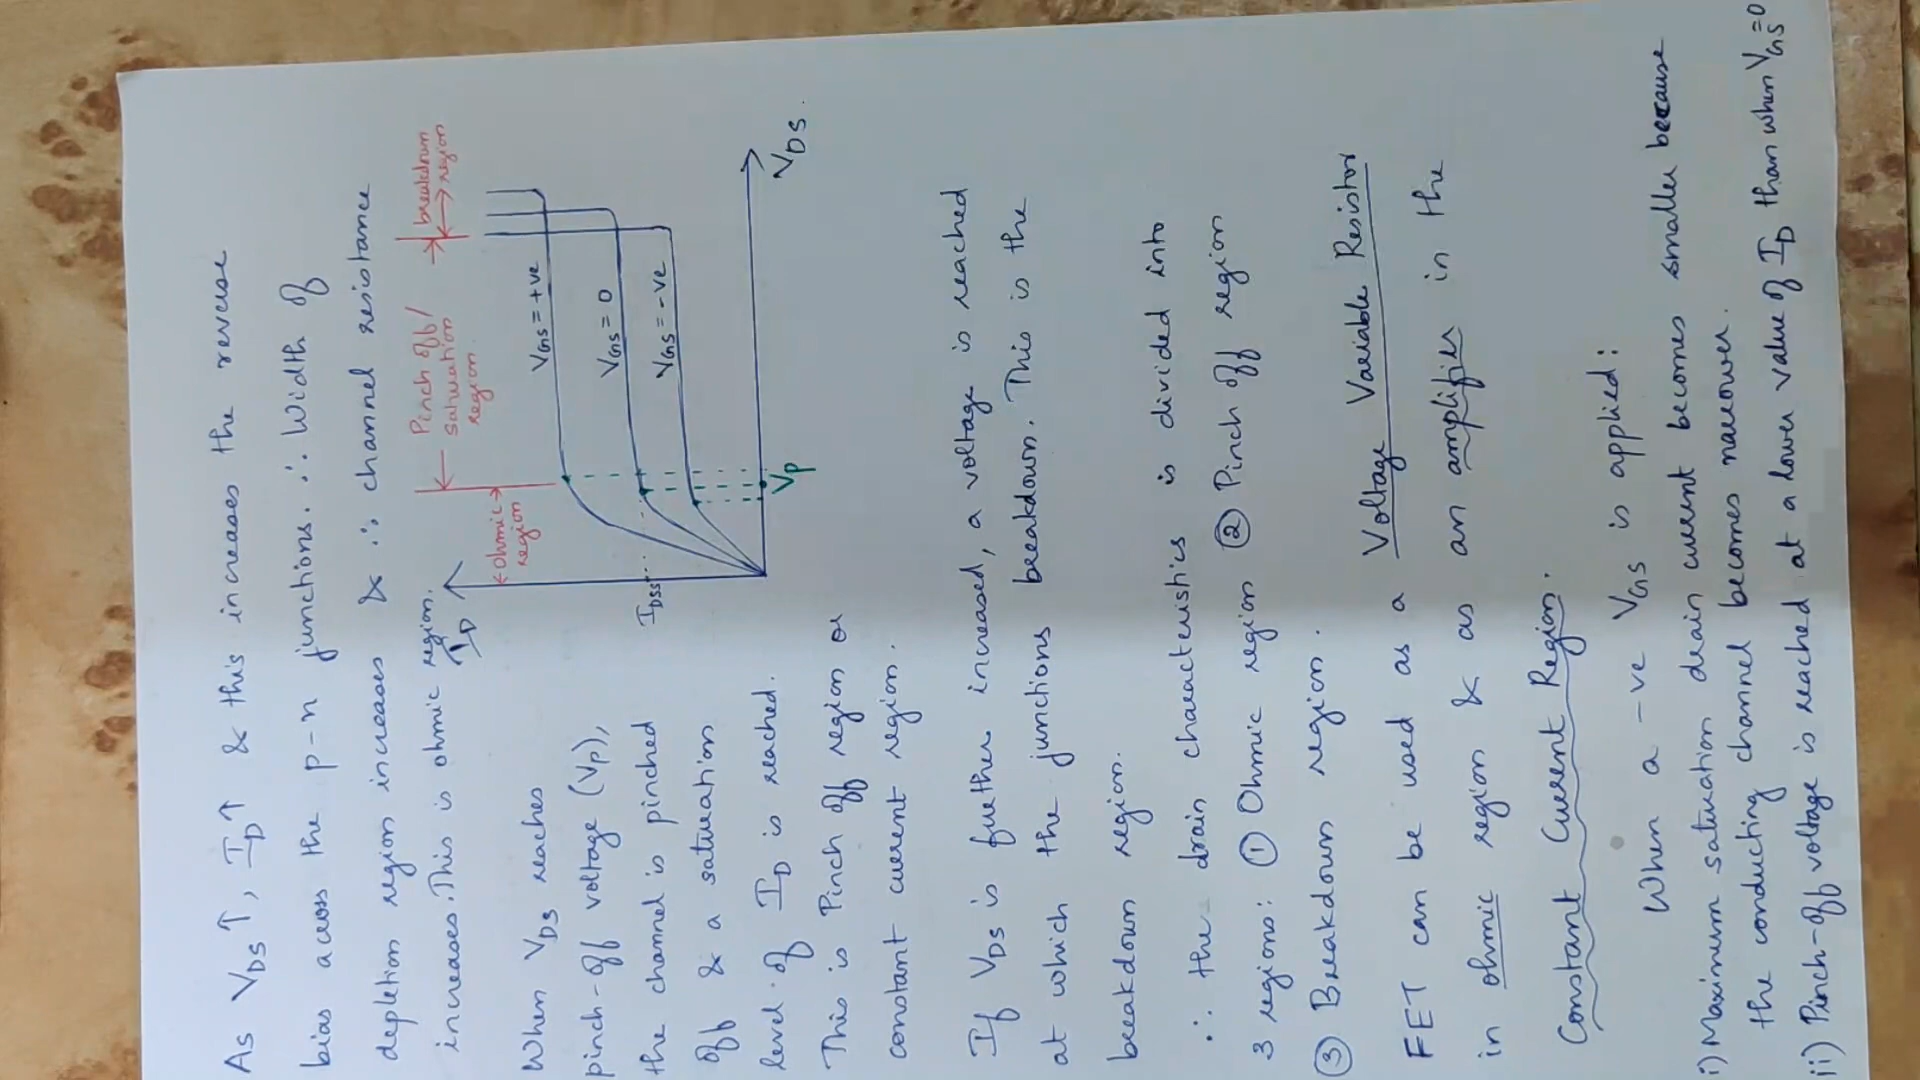 As VDS↑, ID↑ & this increases the reverse
bias across the p-n junctions. ∴ Width of
depletion region increases & ∴ channel resistance
increases. This is ohmic region.
ID
IDSS
←ohmic→
region
← Pinch off/
saturation
region.
breakdown
region
VGS = +ve
VGS = 0
VGS = -ve
VP
VDS.
When VDS reaches
pinch-off voltage (VP),
the channel is pinched
off & a saturation
level of ID is reached.
This is Pinch off region or
constant current region.
If VDS is further increased, a voltage is reached
at which the junctions breakdown. This is the
breakdown region.
∴ the drain characteristics is divided into
3 regions: ① Ohmic region ② Pinch off region
③ Breakdown region.
FET can be used as a Voltage Variable Resistor
in ohmic region & as an amplifier in the
Constant Current Region.
When a -ve VGS is applied:
i) Maximum saturation drain current becomes smaller because
the conducting channel becomes narrower.
ii) Pinch-off voltage is reached at a lower value of ID than when VGS=0